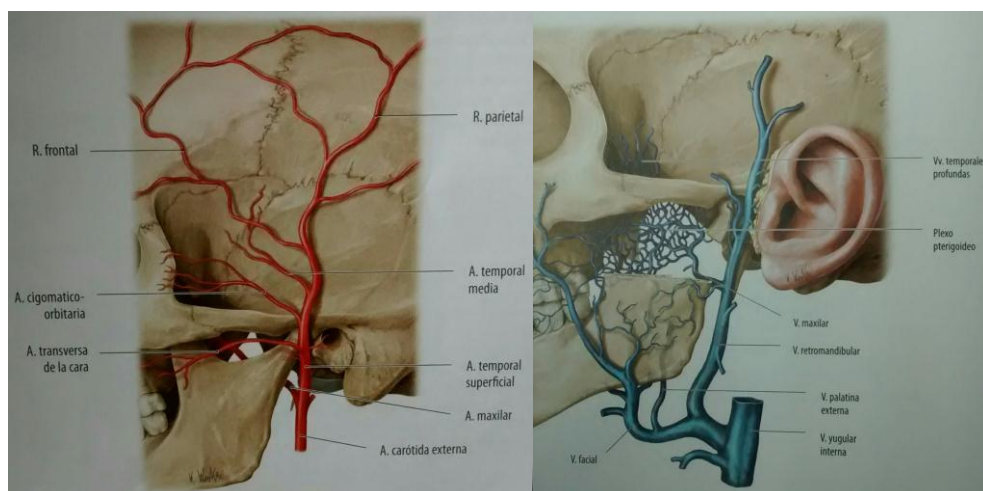 R. parietal
R. frontal
A. temporal
media
A. cigomatico-
orbitaria
A. transversa
de la cara
A. temporal
superficial
A. maxilar
A. carótida externa
Vv. temporale
profundas
Plexo
pterigoideo
V. maxilar
V. retromandibular
V. palatina
externa
V. yugular
interna
V. facial